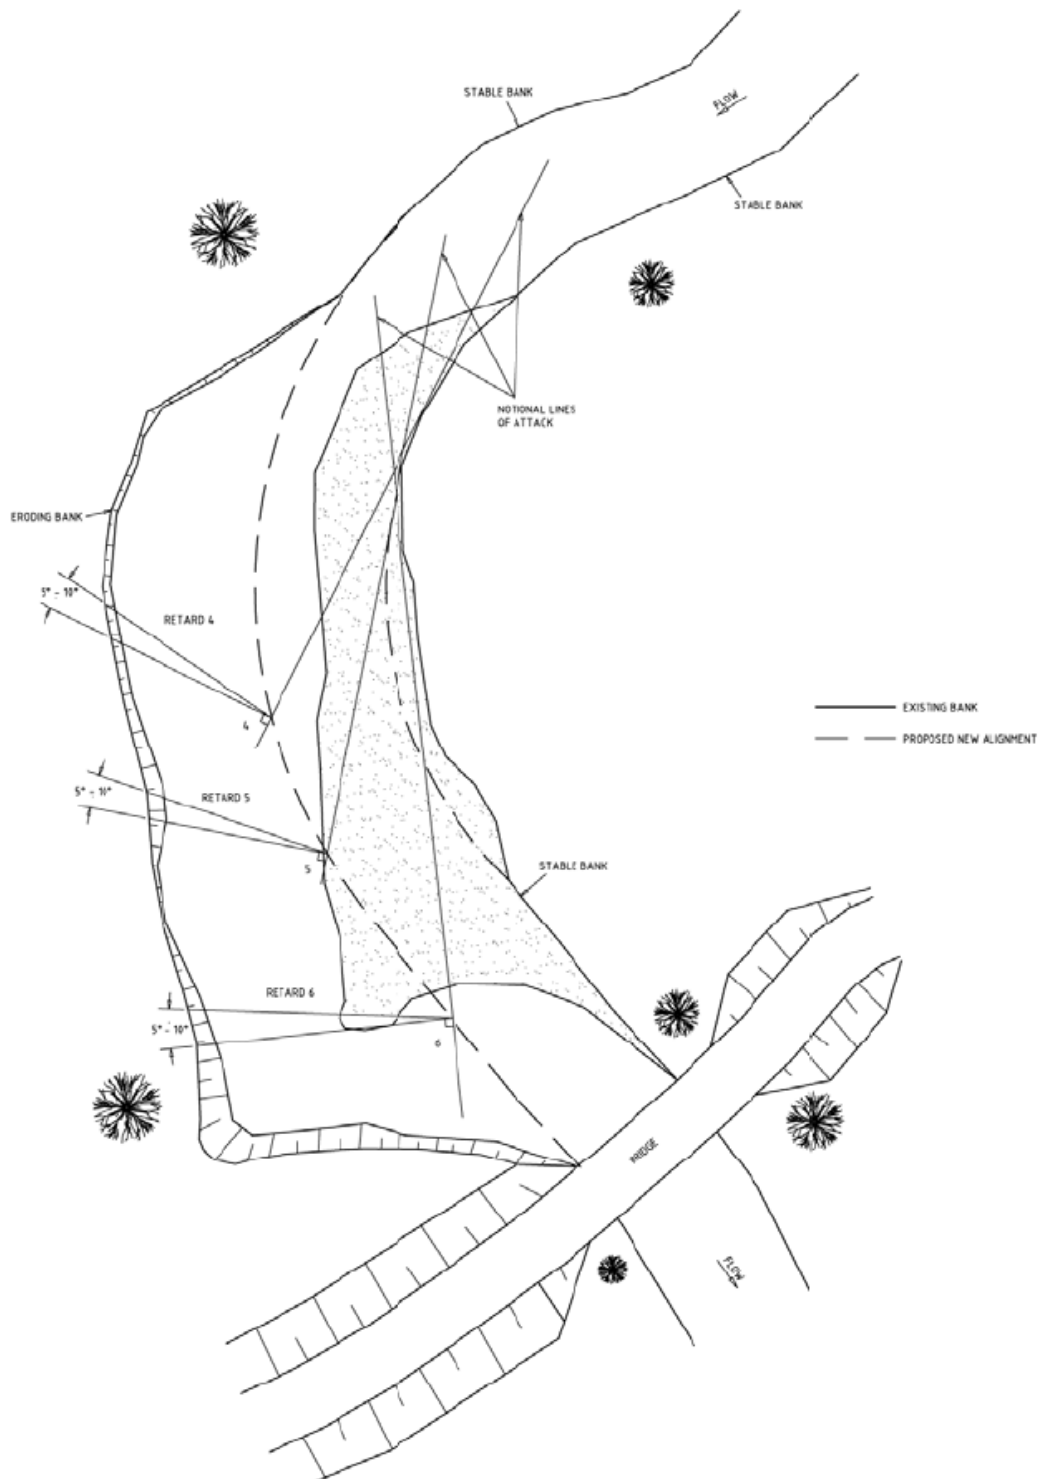 STABLE BANK
FLOW
STABLE BANK
NOTIONAL LINES
OF ATTACK
ERODING BANK
5° - 10°
RETARD 4
4
EXISTING BANK
PROPOSED NEW ALIGNMENT
5° - 10°
RETARD 5
5
STABLE BANK
RETARD 6
5° - 10°
6
BRIDGE
FLOW